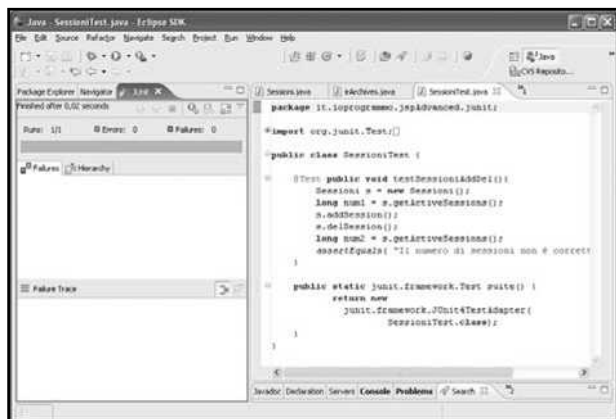 Java - SessioniTest.java - Eclipse SDK
File Edit Source Refactor Navigate Search Project Run Window Help
Java
CVS Reposito...
Package Explorer Navigator JUnit
Finished after 0,02 seconds
Runs: 1/1 Errors: 0 Failures: 0
Failures Hierarchy
Failure Trace
Sessioni.java SessioniTest.java
package it.ioprogrammo.jspAdvanced.junit;
import org.junit.Test;
public class SessioniTest {
@Test public void testSessioniAddDel(){
Sessioni s = new Sessioni();
long num1 = s.getActiveSessions();
s.addSession();
s.delSession();
long num2 = s.getActiveSessions();
assertEquals( "Il numero di sessioni non è corrett
}
public static junit.framework.Test suite() {
return new
junit.framework.JUnit4TestAdapter(
SessioniTest.class);
}
}
Javadoc Declaration Servers Console Problems Search